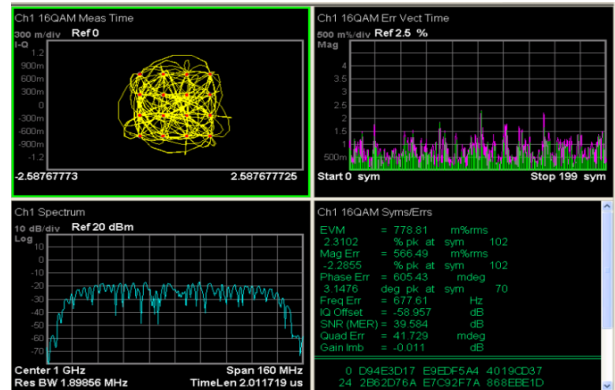 Ch1 16QAM Meas Time
300 m/div Ref 0
I-Q
1.2
900m
600m
300m
0
-300m
-600m
-900m
-1.2
-2.58767773 2.587677725
Ch1 16QAM Err Vect Time
500 m%/div Ref 2.5 %
Mag
4
3.5
3
2.5
2
1.5
1
500m
Start 0 sym Stop 199 sym
Ch1 Spectrum
10 dB/div Ref 20 dBm
Log
10
0
-10
-20
-30
-40
-50
-60
-70
Center 1 GHz Span 160 MHz
Res BW 1.89856 MHz TimeLen 2.011719 us
Ch1 16QAM Syms/Errs
EVM = 778.81 m%rms
2.3102 % pk at sym 102
Mag Err = 566.49 m%rms
-2.2855 % pk at sym 102
Phase Err = 605.43 mdeg
3.1476 deg pk at sym 70
Freq Err = 677.61 Hz
IQ Offset = -58.957 dB
SNR (MER) = 39.584 dB
Quad Err = 41.729 mdeg
Gain Imb = -0.011 dB
0 D94E3D17 E9EDF5A4 4019CD37
24 2B62D76A E7C92F7A 868EBE1D